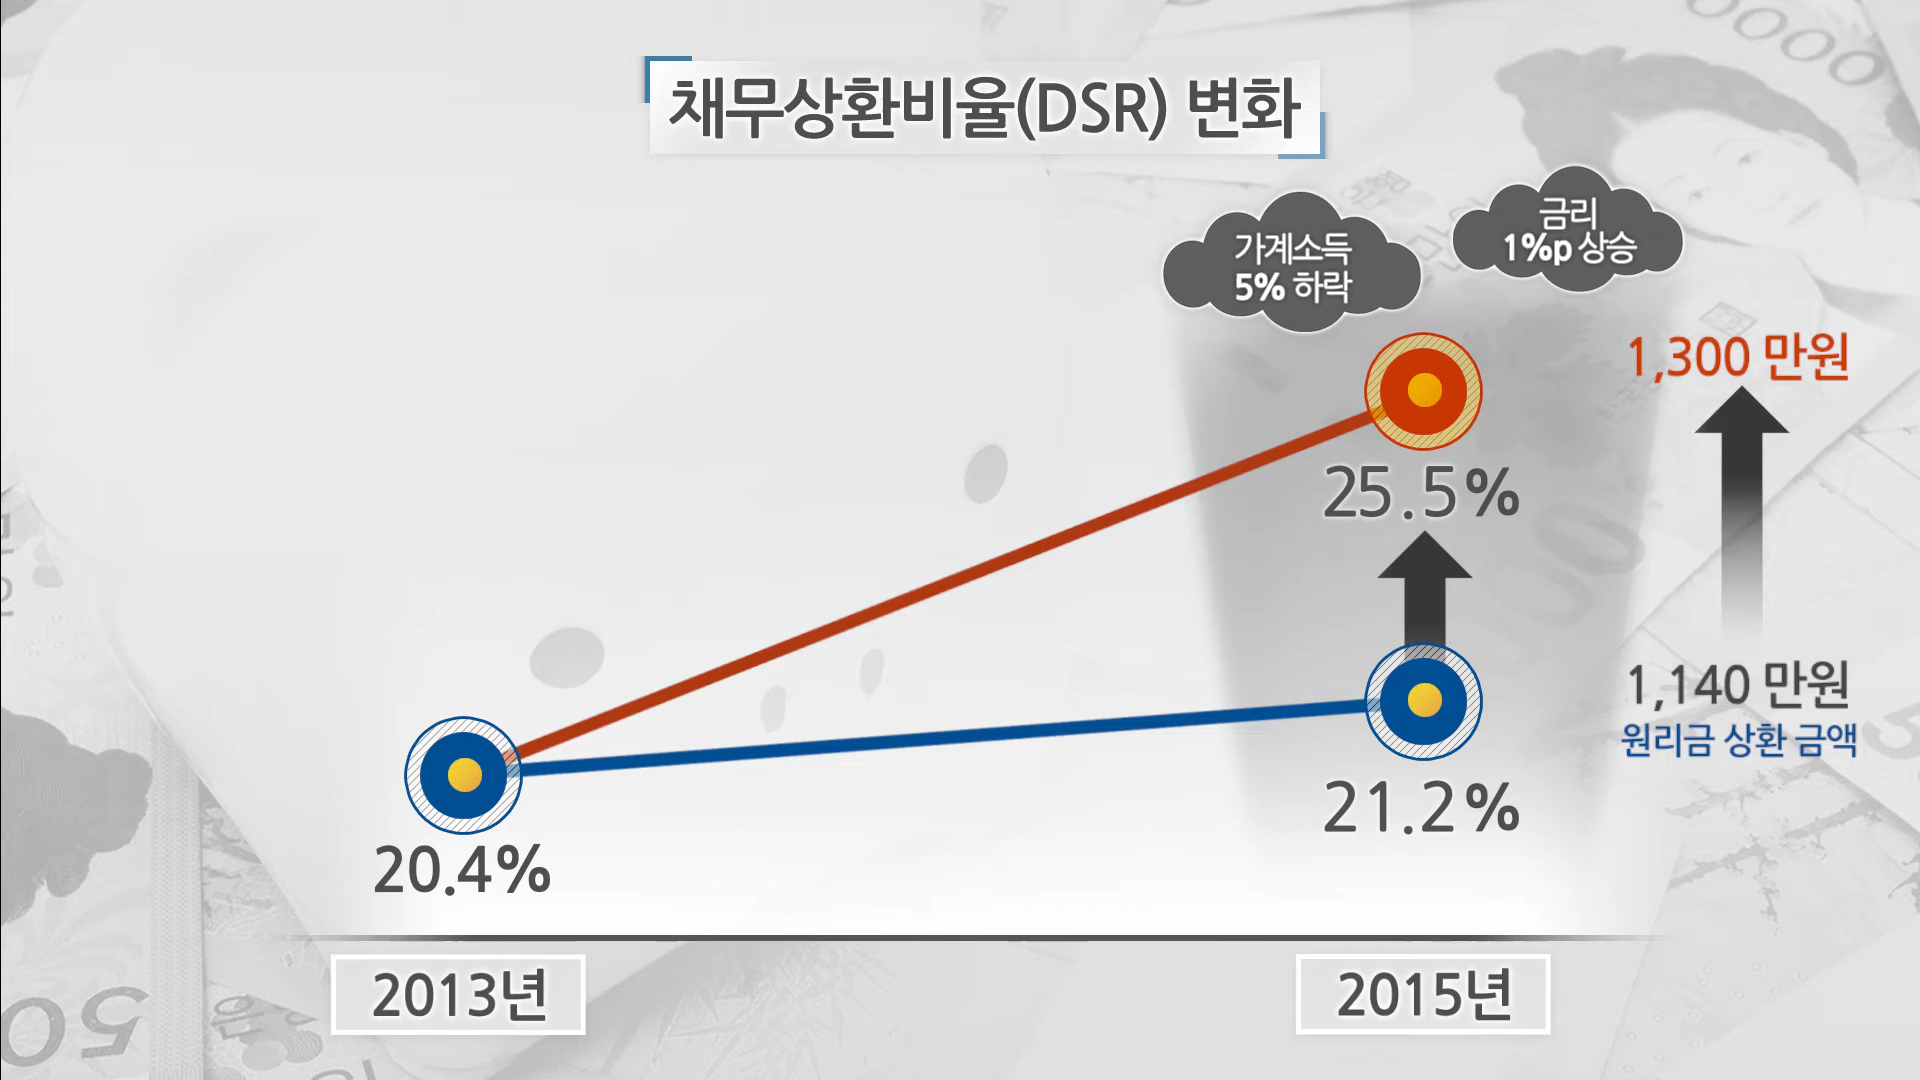 채무상환비율(DSR) 변화
가계소득
5% 하락
금리
1%p 상승
1,300 만원
25.5%
1,140 만원
원리금 상환 금액
21.2%
20.4%
2013년
2015년